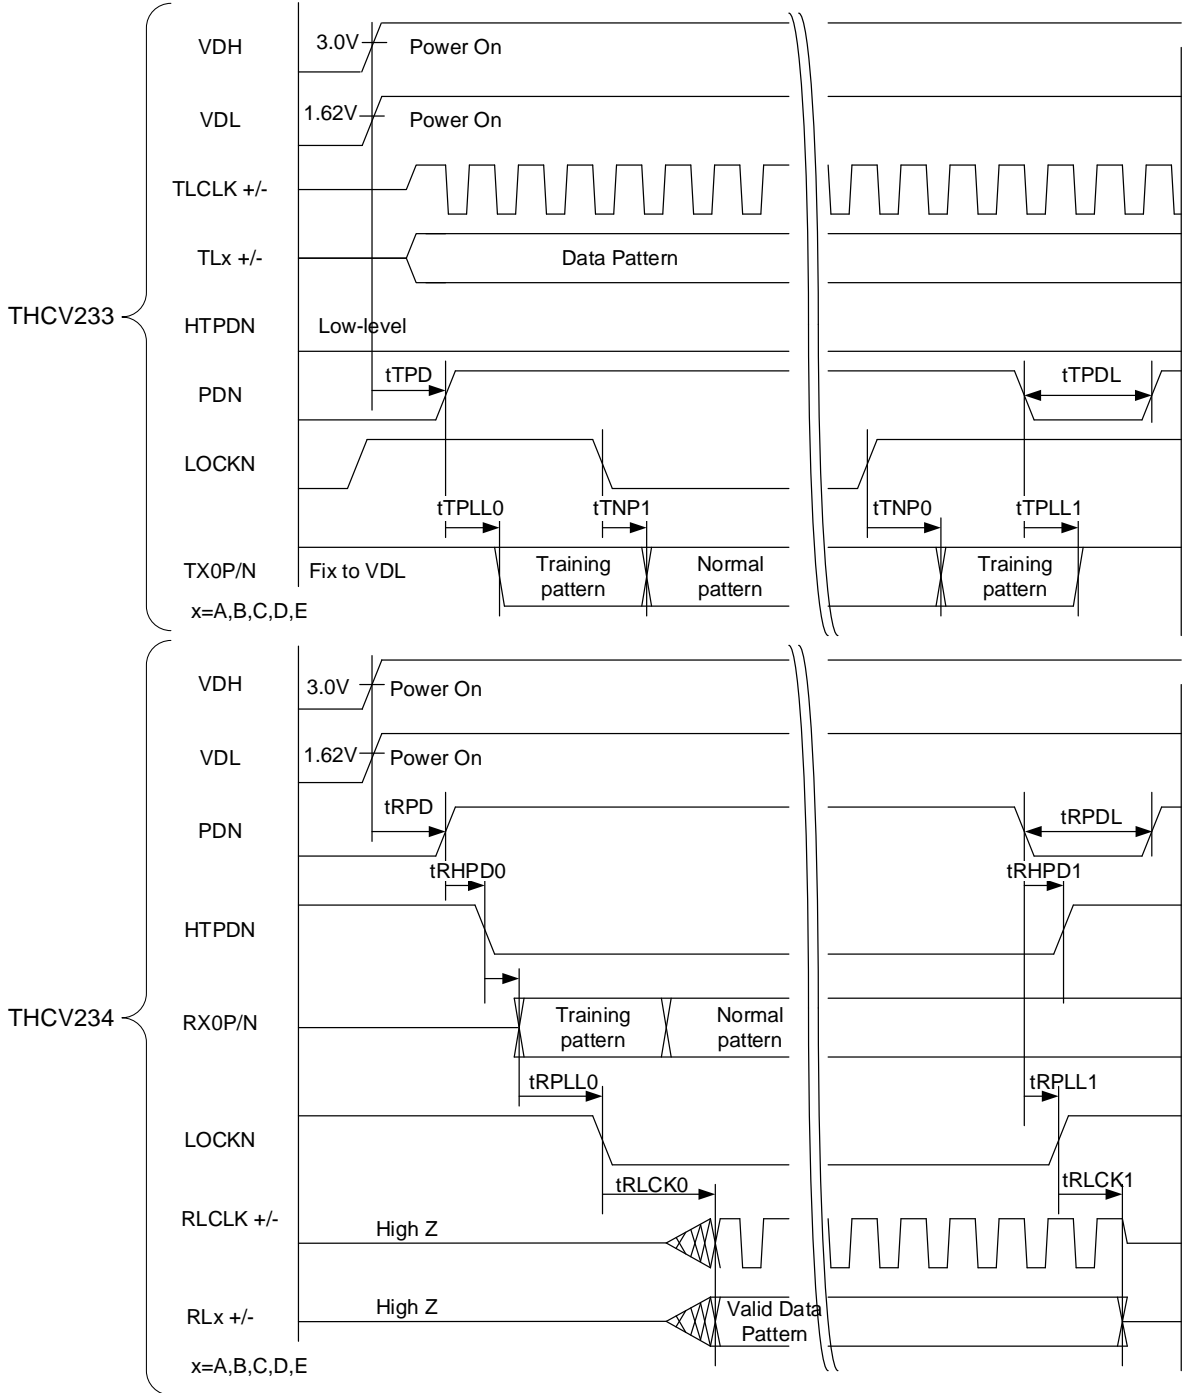 THCV233
VDH
3.0V
Power On
VDL
1.62V
Power On
TLCLK +/-
TLx +/-
Data Pattern
HTPDN
Low-level
PDN
tTPD
tTPDL
LOCKN
tTPLL0
tTNP1
tTNP0
tTPLL1
TX0P/N
Fix to VDL
Training
pattern
Normal
pattern
Training
pattern
x=A,B,C,D,E
THCV234
VDH
3.0V
Power On
VDL
1.62V
Power On
PDN
tRPD
tRPDL
tRHPD0
tRHPD1
HTPDN
RX0P/N
Training
pattern
Normal
pattern
tRPLL0
tRPLL1
LOCKN
tRLCK0
tRLCK1
RLCLK +/-
High Z
RLx +/-
High Z
Valid Data
Pattern
x=A,B,C,D,E